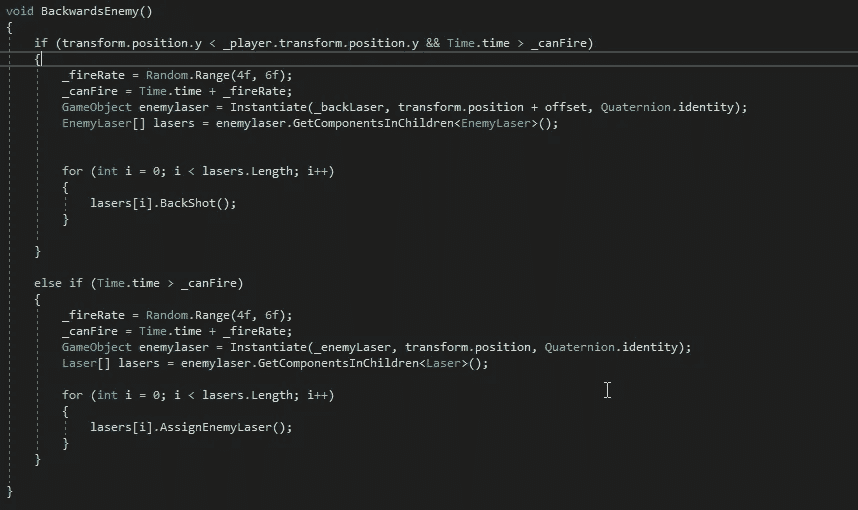 void BackwardsEnemy()
{
if (transform.position.y < _player.transform.position.y && Time.time > _canFire)
{
_fireRate = Random.Range(4f, 6f);
_canFire = Time.time + _fireRate;
GameObject enemylaser = Instantiate(_backLaser, transform.position + offset, Quaternion.identity);
EnemyLaser[] lasers = enemylaser.GetComponentsInChildren<EnemyLaser>();
for (int i = 0; i < lasers.Length; i++)
{
lasers[i].BackShot();
}
}
else if (Time.time > _canFire)
{
_fireRate = Random.Range(4f, 6f);
_canFire = Time.time + _fireRate;
GameObject enemylaser = Instantiate(_enemyLaser, transform.position, Quaternion.identity);
Laser[] lasers = enemylaser.GetComponentsInChildren<Laser>();
for (int i = 0; i < lasers.Length; i++)
{
lasers[i].AssignEnemyLaser();
}
}
}